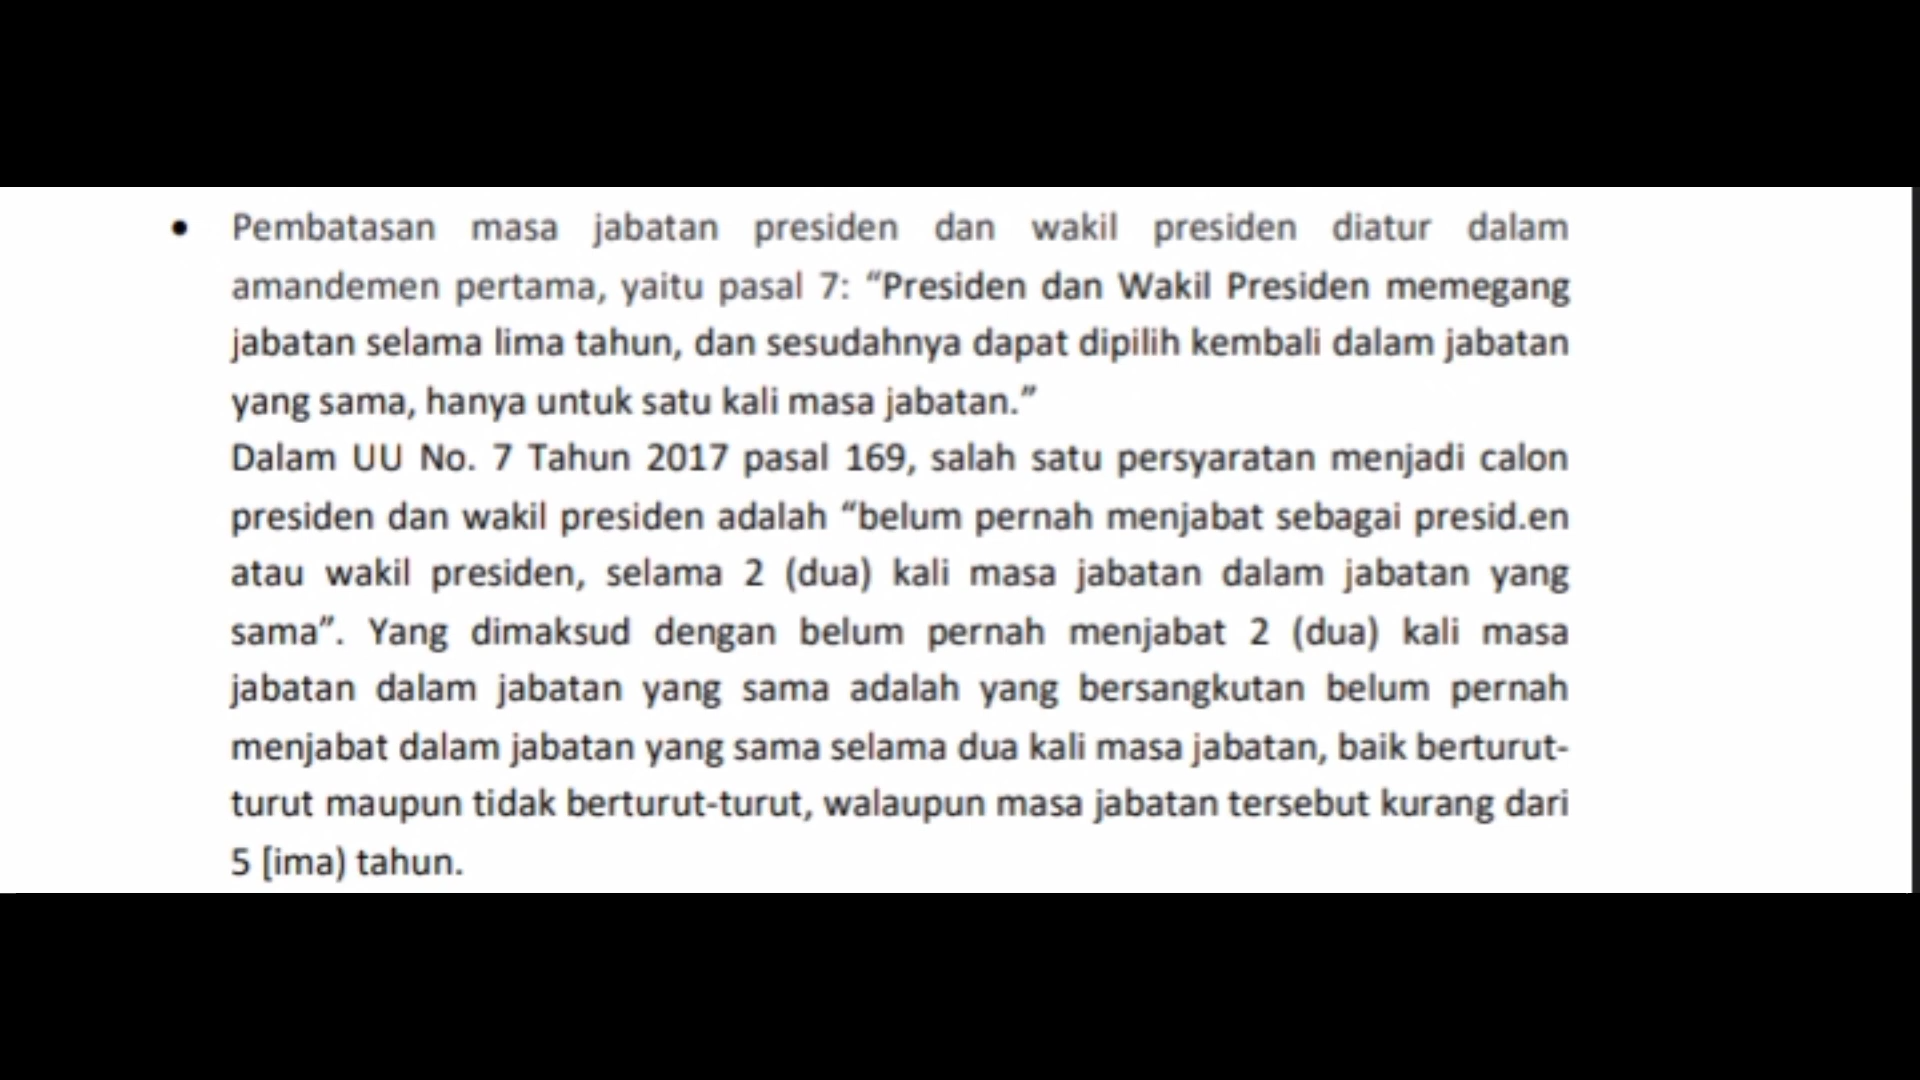 • Pembatasan masa jabatan presiden dan wakil presiden diatur dalam
amandemen pertama, yaitu pasal 7: “Presiden dan Wakil Presiden memegang
jabatan selama lima tahun, dan sesudahnya dapat dipilih kembali dalam jabatan
yang sama, hanya untuk satu kali masa jabatan.”
Dalam UU No. 7 Tahun 2017 pasal 169, salah satu persyaratan menjadi calon
presiden dan wakil presiden adalah “belum pernah menjabat sebagai presid.en
atau wakil presiden, selama 2 (dua) kali masa jabatan dalam jabatan yang
sama”. Yang dimaksud dengan belum pernah menjabat 2 (dua) kali masa
jabatan dalam jabatan yang sama adalah yang bersangkutan belum pernah
menjabat dalam jabatan yang sama selama dua kali masa jabatan, baik berturut-
turut maupun tidak berturut-turut, walaupun masa jabatan tersebut kurang dari
5 [ima) tahun.